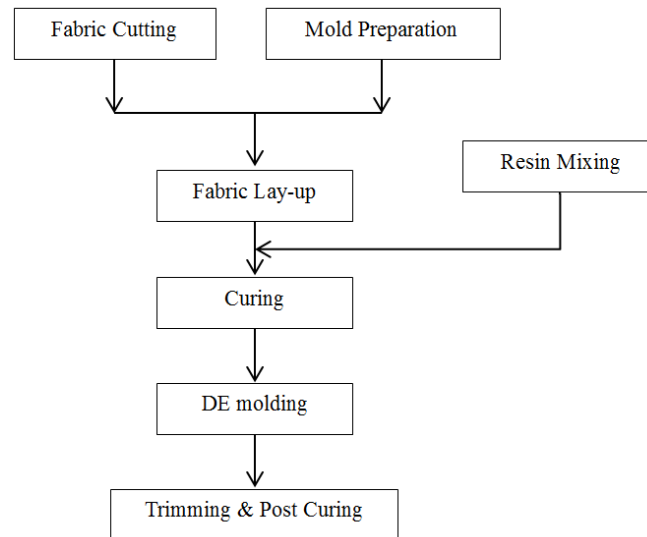 Fabric Cutting
Mold Preparation
Resin Mixing
Fabric Lay-up
Curing
DE molding
Trimming & Post Curing